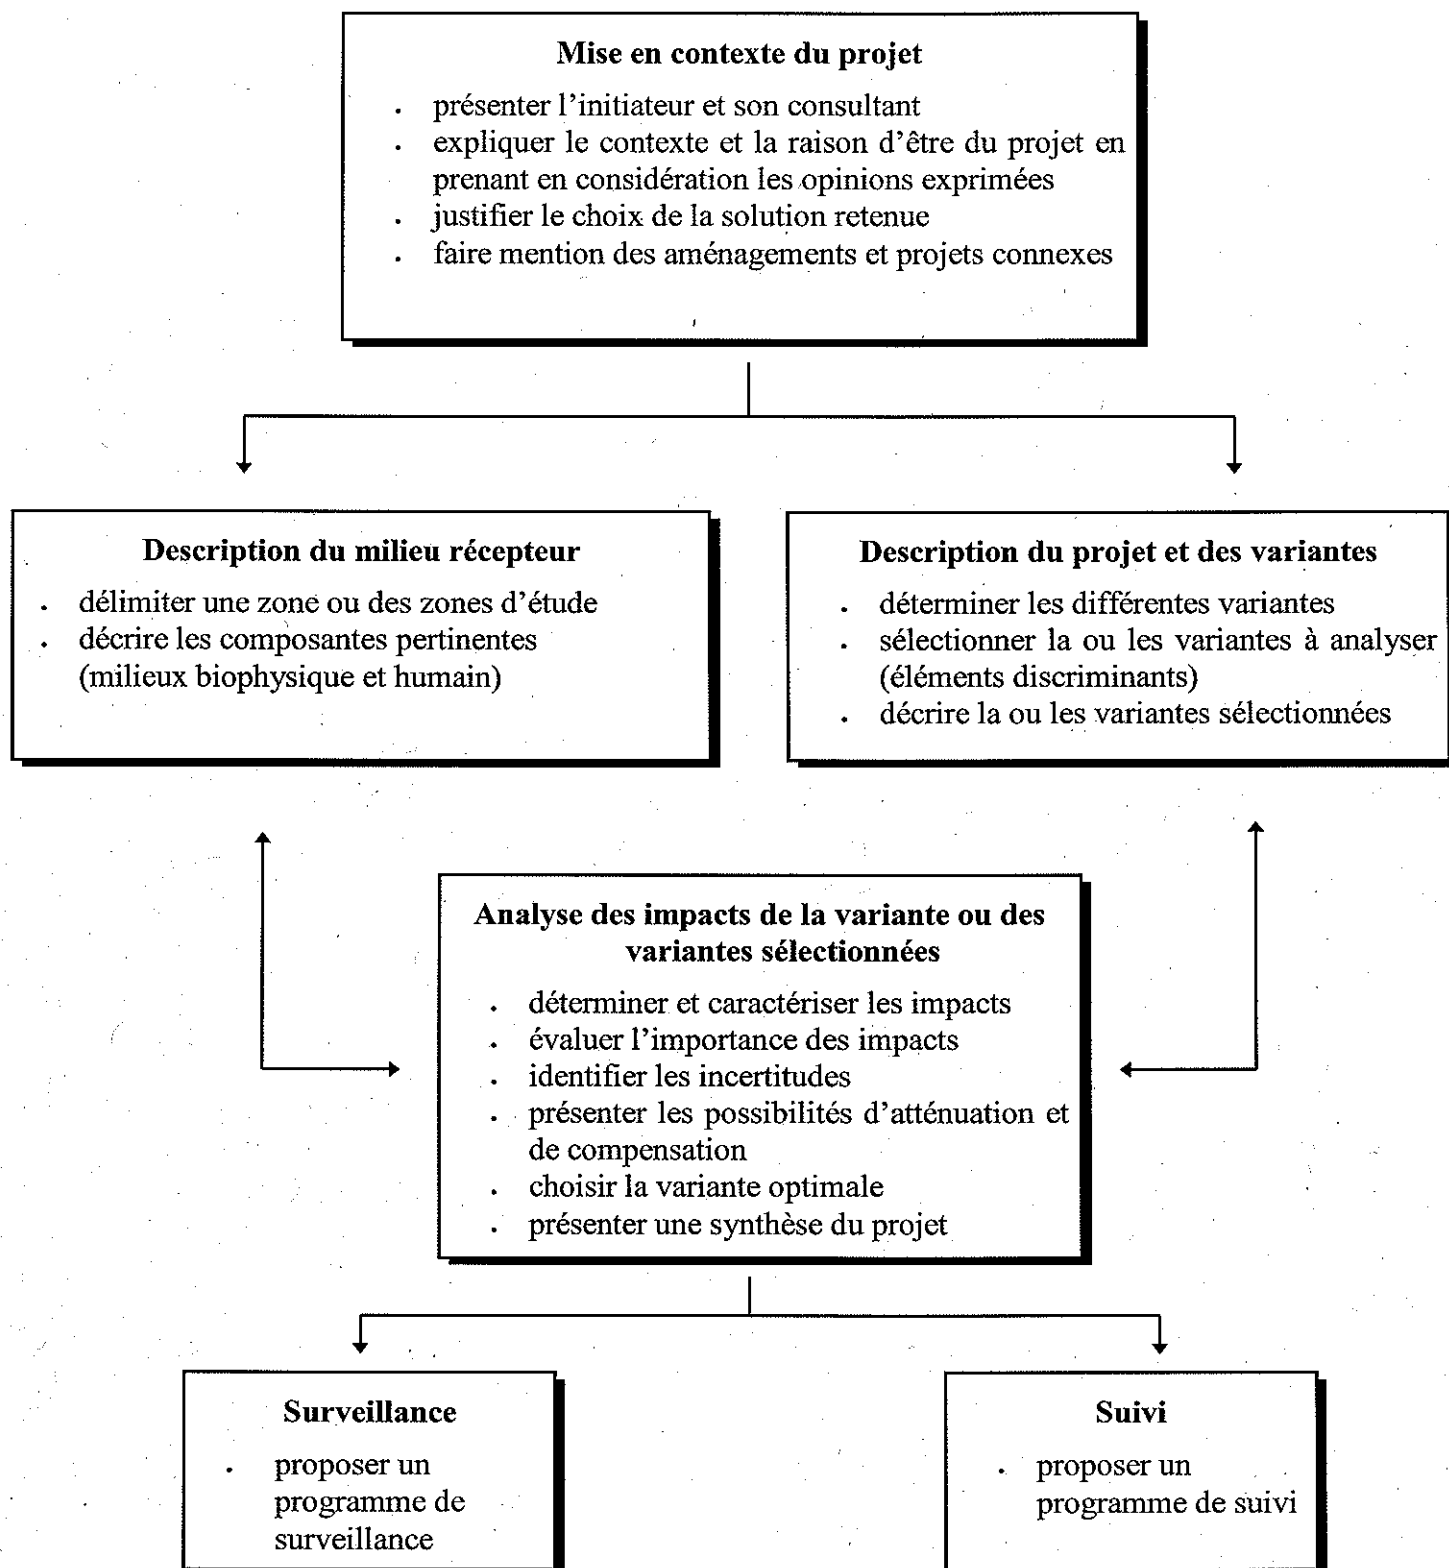 Mise en contexte du projet
. présenter l'initiateur et son consultant
. expliquer le contexte et la raison d'être du projet en
prenant en considération les opinions exprimées
. justifier le choix de la solution retenue
. faire mention des aménagements et projets connexes
Description du milieu récepteur
. délimiter une zone ou des zones d'étude
. décrire les composantes pertinentes
(milieux biophysique et humain)
Description du projet et des variantes
. déterminer les différentes variantes
. sélectionner la ou les variantes à analyser
(éléments discriminants)
. décrire la ou les variantes sélectionnées
Analyse des impacts de la variante ou des
variantes sélectionnées
. déterminer et caractériser les impacts
. évaluer l'importance des impacts
. identifier les incertitudes
. présenter les possibilités d'atténuation et
de compensation
. choisir la variante optimale
. présenter une synthèse du projet
Surveillance
. proposer un
programme de
surveillance
Suivi
. proposer un
programme de suivi